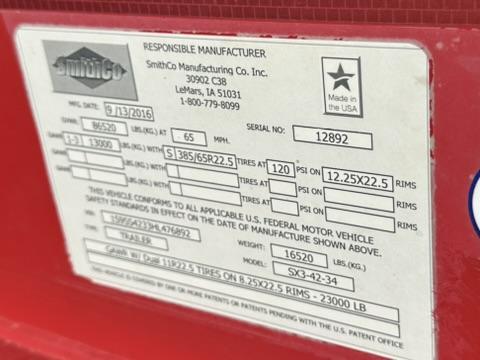 SmithCo
RESPONSIBLE MANUFACTURER
SmithCo Manufacturing Co. Inc.
30902 C38
LeMars, IA 51031
1-800-779-8099
Made in
the USA
MFG. DATE: 9/13/2016
SERIAL NO: 12892
GVWR: 86520 LBS.(KG.) AT 65 MPH.
GAWR 1-3 13000 LBS.(KG.) WITH S 385/65R22.5 TIRES AT 120 PSI ON 12.25X22.5 RIMS
GAWR LBS.(KG.) WITH TIRES AT PSI ON RIMS
GAWR LBS.(KG.) WITH TIRES AT PSI ON RIMS
THIS VEHICLE CONFORMS TO ALL APPLICABLE U.S. FEDERAL MOTOR VEHICLE
SAFETY STANDARDS IN EFFECT ON THE DATE OF MANUFACTURE SHOWN ABOVE.
VIN: WEIGHT: 16520 LBS.(KG.)
TYPE: TRAILER MODEL: SX3-42-34
GAWR W/ Dual 11R22.5 TIRES ON 8.25X22.5 RIMS - 23000 LB
THIS VEHICLE IS COVERED BY ONE OR MORE PATENTS OR PATENTS PENDING WITH THE U.S. PATENT OFFICE